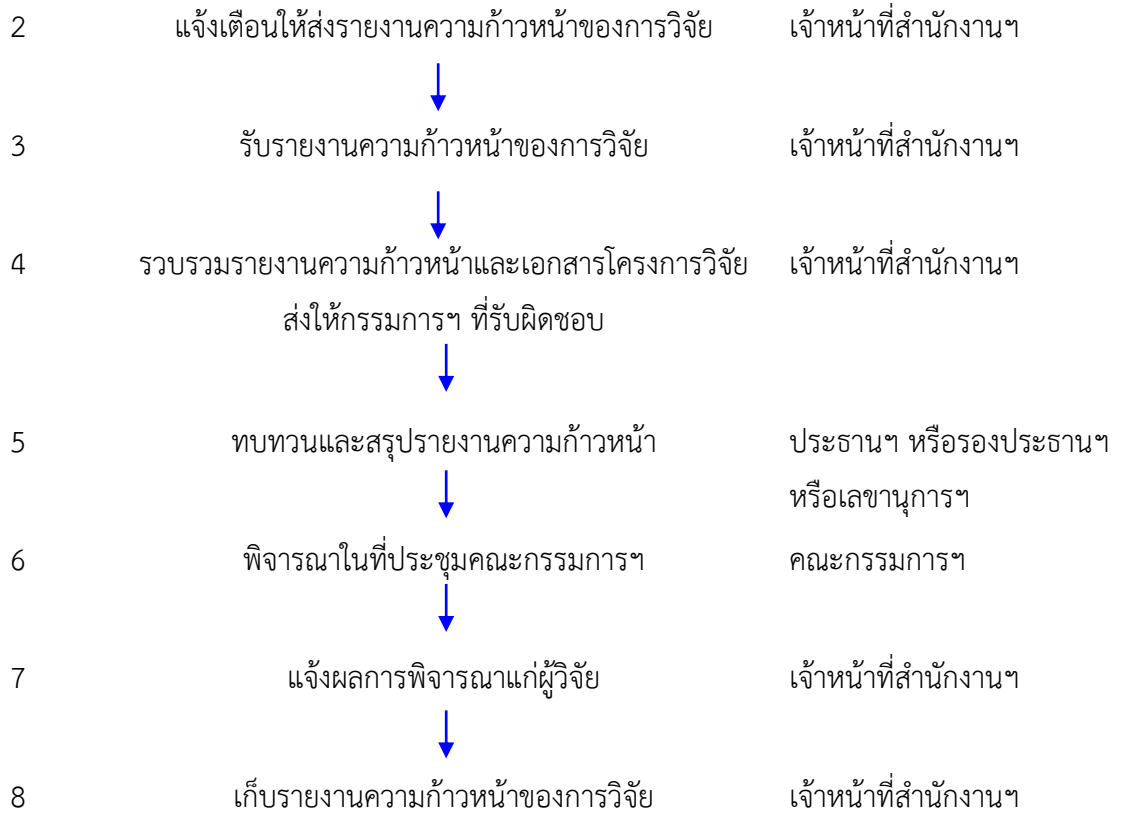 2 แจ้งเตือนให้ส่งรายงานความก้าวหน้าของการวิจัย เจ้าหน้าที่สำนักงานฯ
3 รับรายงานความก้าวหน้าของการวิจัย เจ้าหน้าที่สำนักงานฯ
4 รวบรวมรายงานความก้าวหน้าและเอกสารโครงการวิจัย เจ้าหน้าที่สำนักงานฯ
ส่งให้กรรมการฯ ที่รับผิดชอบ
5 ทบทวนและสรุปรายงานความก้าวหน้า ประธานฯ หรือรองประธานฯ
หรือเลขานุการฯ
6 พิจารณาในที่ประชุมคณะกรรมการฯ คณะกรรมการฯ
7 แจ้งผลการพิจารณาแก่ผู้วิจัย เจ้าหน้าที่สำนักงานฯ
8 เก็บรายงานความก้าวหน้าของการวิจัย เจ้าหน้าที่สำนักงานฯ